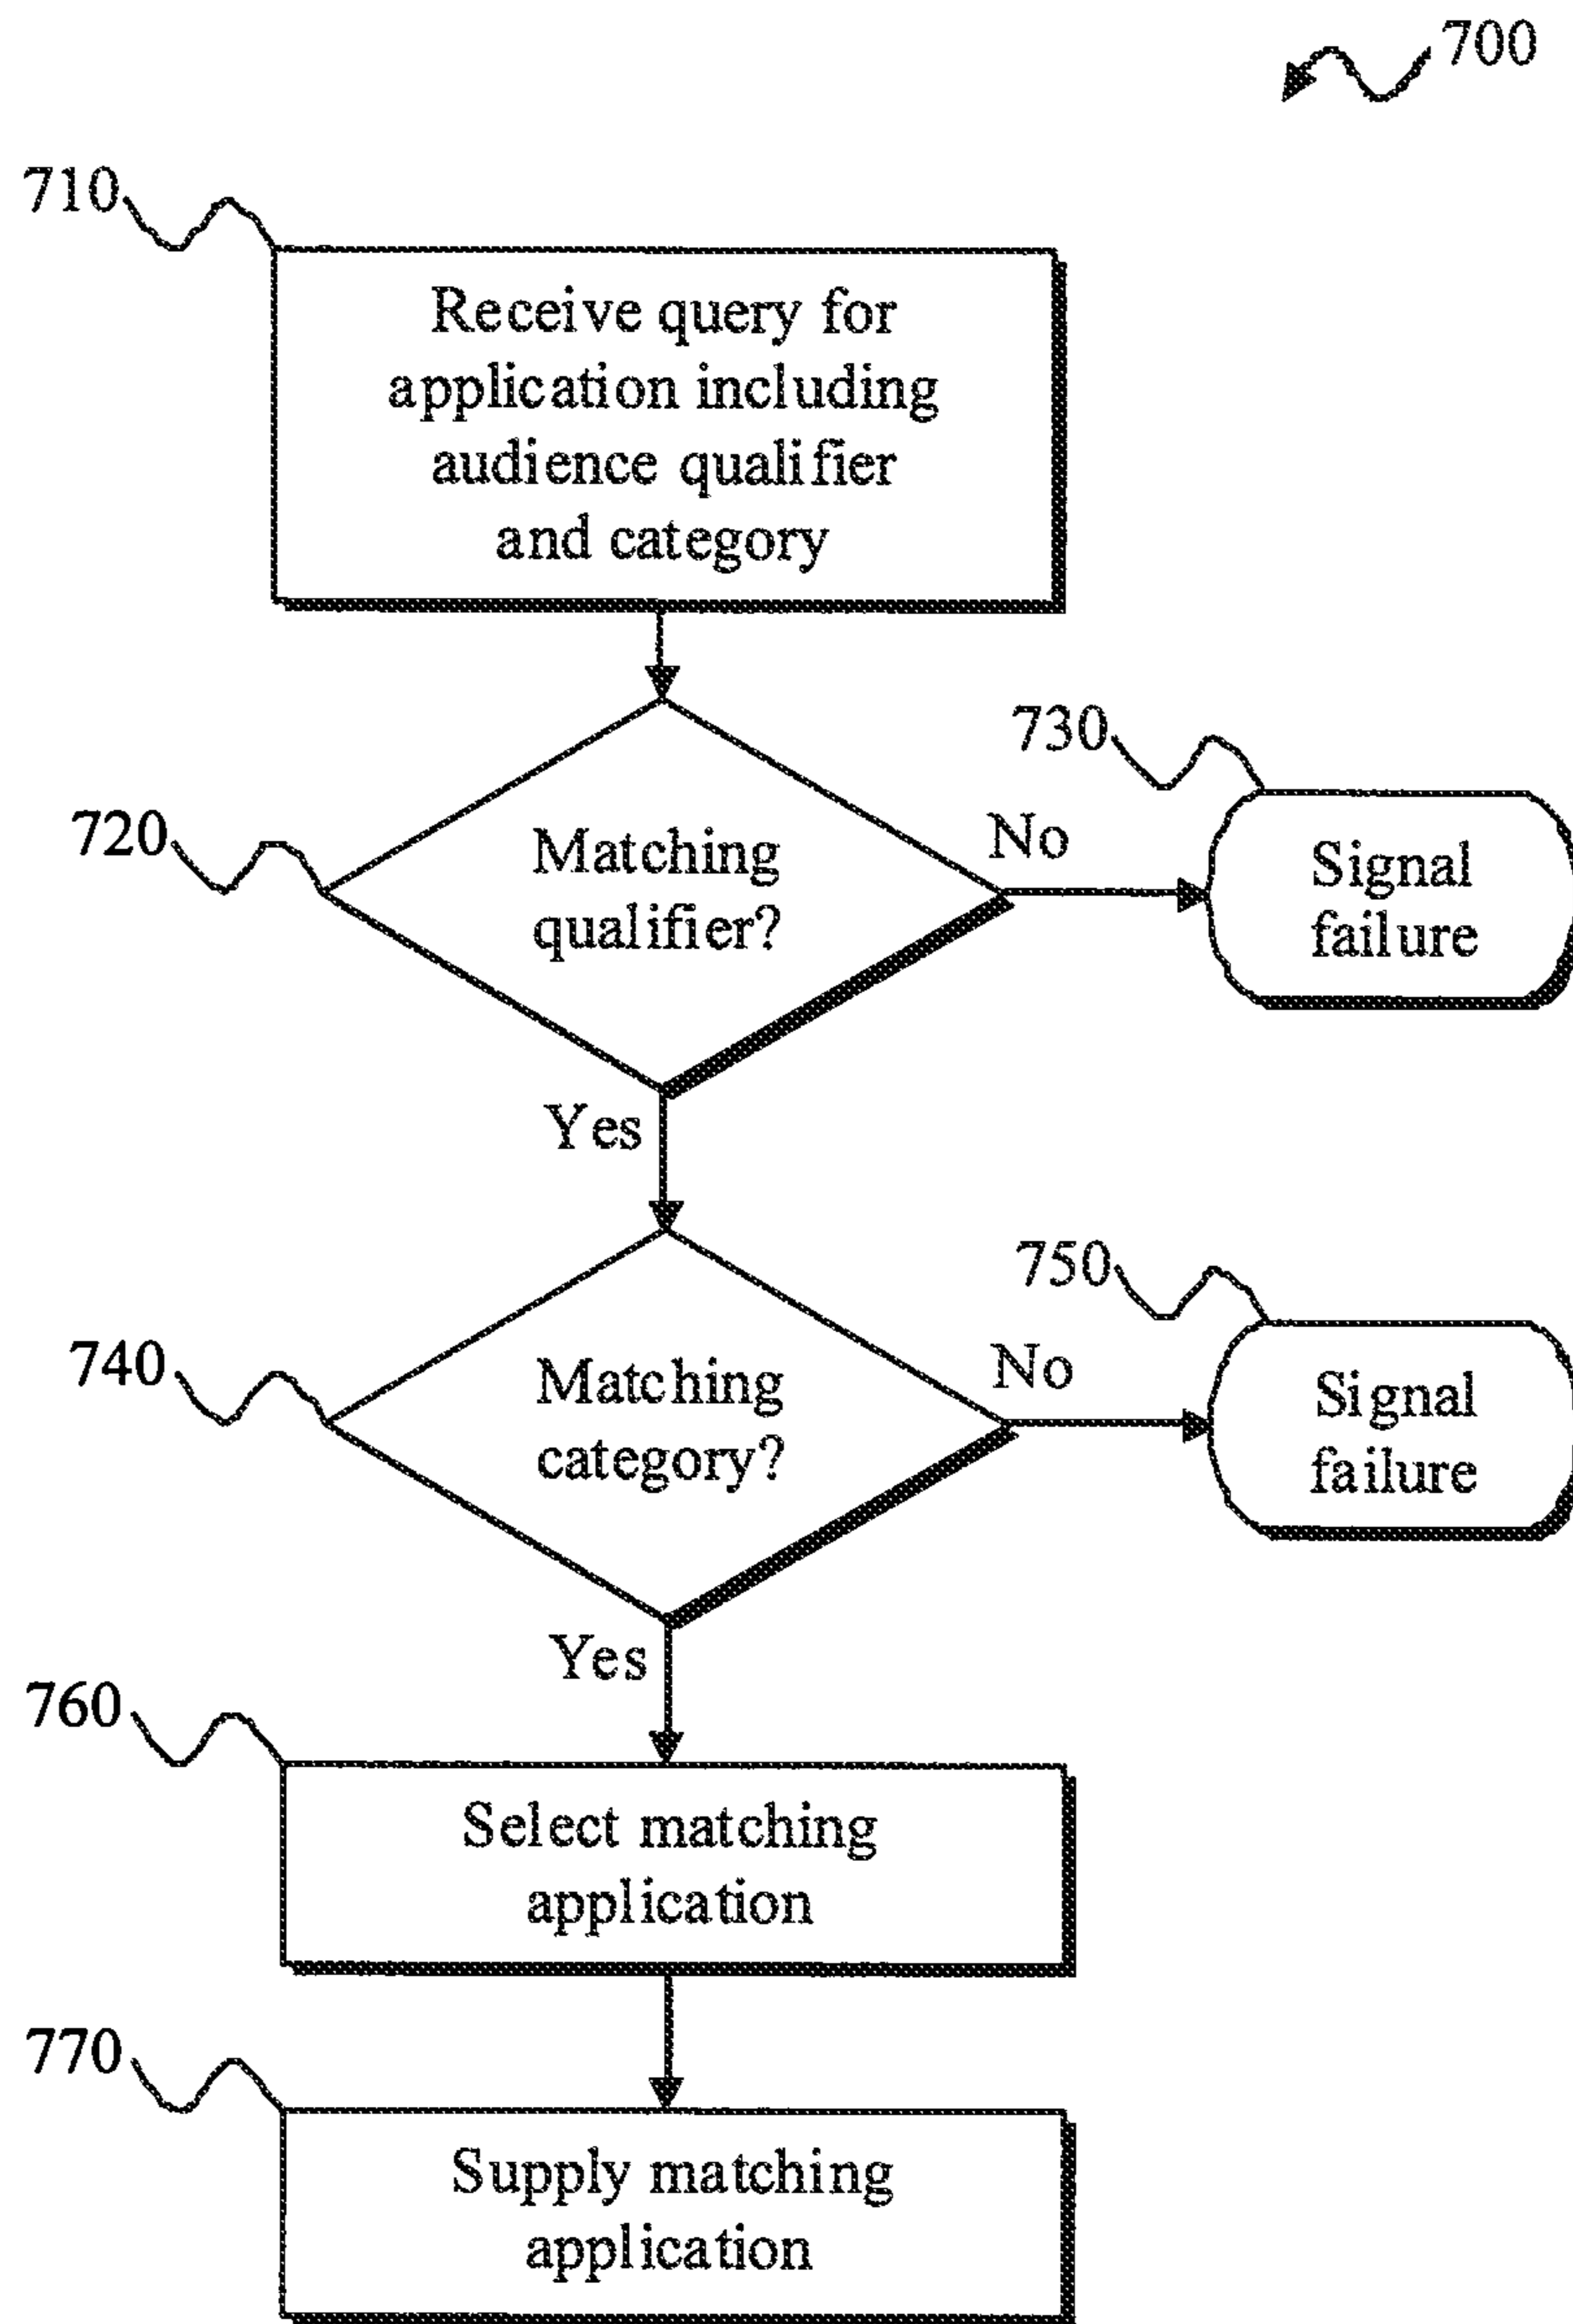 700
710
Receive query for
application including
audience qualifier
and category
730
720
Matching
qualifier?
No
Signal
failure
Yes
750
740
Matching
category?
No
Signal
failure
Yes
760
Select matching
application
770
Supply matching
application